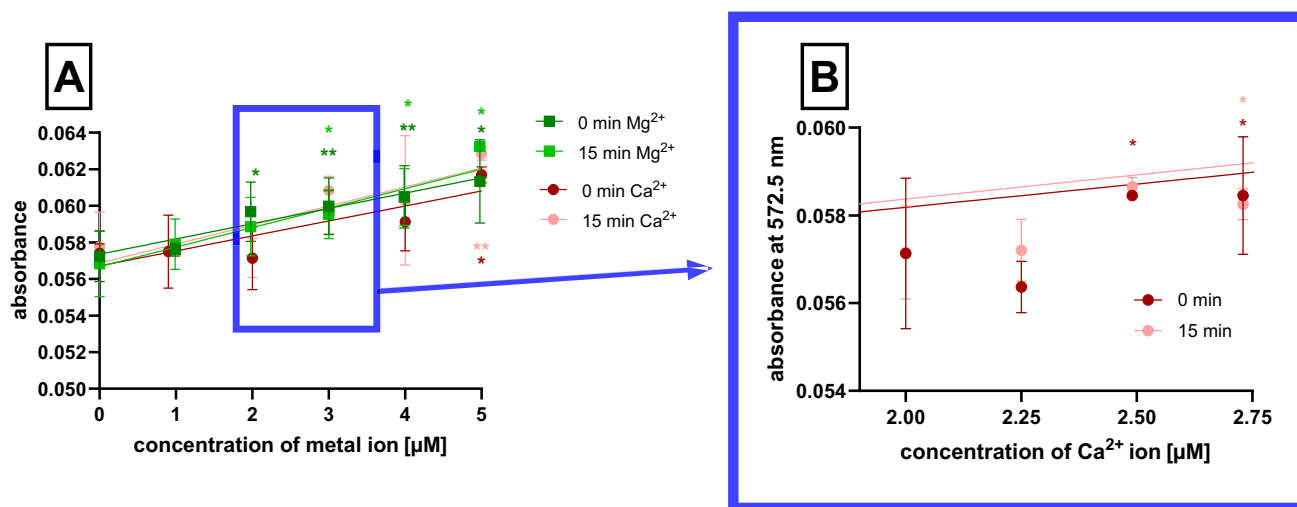 A
absorbance
0.064
0.062
0.060
0.058
0.056
0.054
0.052
0.050
0 1 2 3 4 5
concentration of metal ion [µM]
* * ** * ** * * * ** *
0 min Mg²⁺
15 min Mg²⁺
0 min Ca²⁺
15 min Ca²⁺
B
absorbance at 572.5 nm
0.060
0.058
0.056
0.054
2.00 2.25 2.50 2.75
concentration of Ca²⁺ ion [µM]
* * *
0 min
15 min